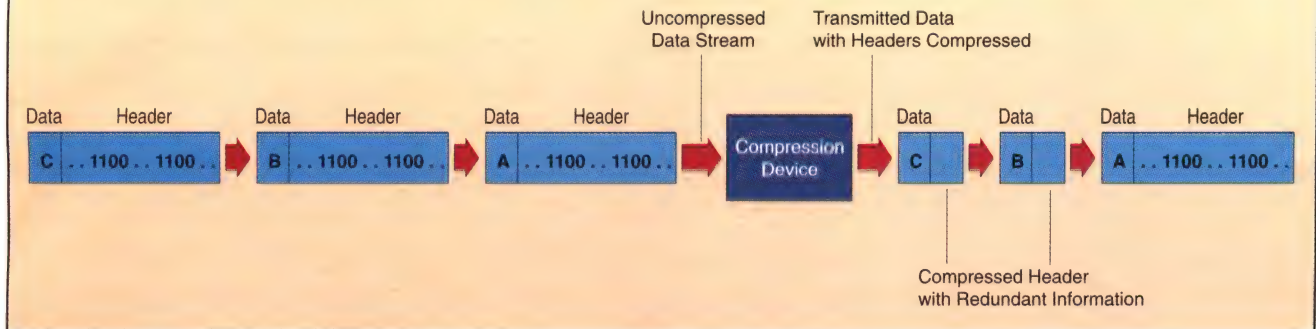 Uncompressed
Data Stream
Transmitted Data
with Headers Compressed
Data Header
Data Header
Data Header
Data
Data
Data Header
C . . 1100 . . 1100 . .
B . . 1100 . . 1100 . .
A . . 1100 . . 1100 . .
Compression
Device
C
B
A . . 1100 . . 1100 . .
Compressed Header
with Redundant Information